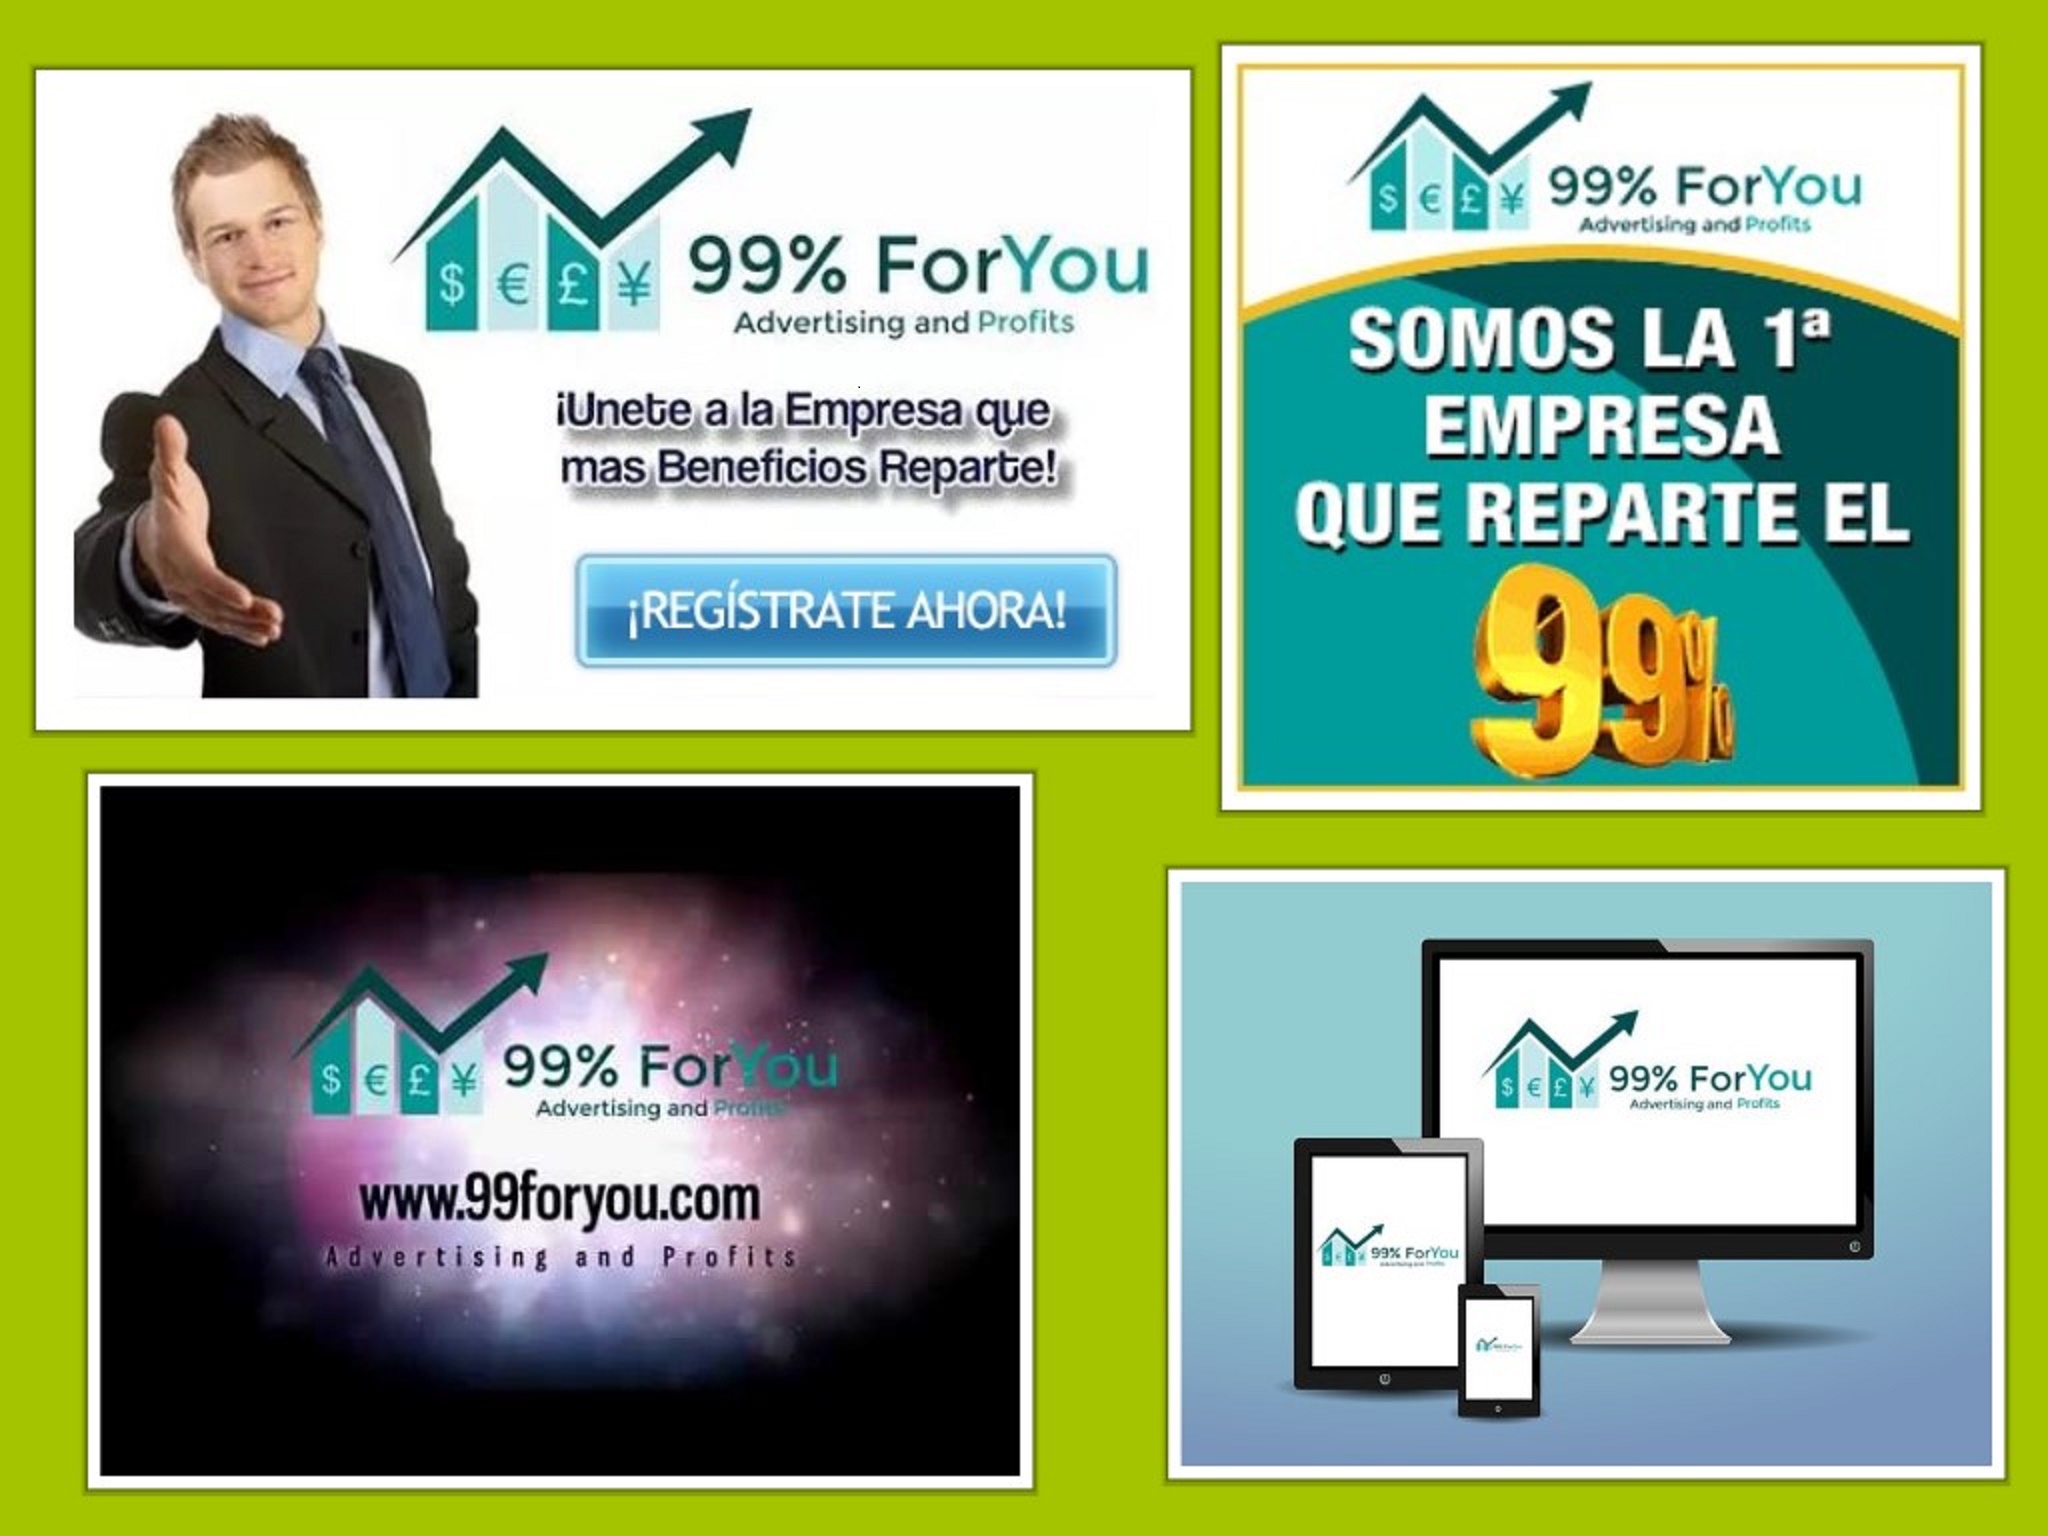 $ € £ ¥
99% ForYou
Advertising and Profits
¡Unete a la Empresa que
mas Beneficios Reparte!
¡REGÍSTRATE AHORA!
$ € £ ¥
99% ForYou
Advertising and Profits
SOMOS LA 1ª
EMPRESA
QUE REPARTE EL
99%
$ € £ ¥
99% ForYou
Advertising and Profits
www.99foryou.com
Advertising and Profits
$ € £ ¥
99% ForYou
Advertising and Profits
99% ForYou